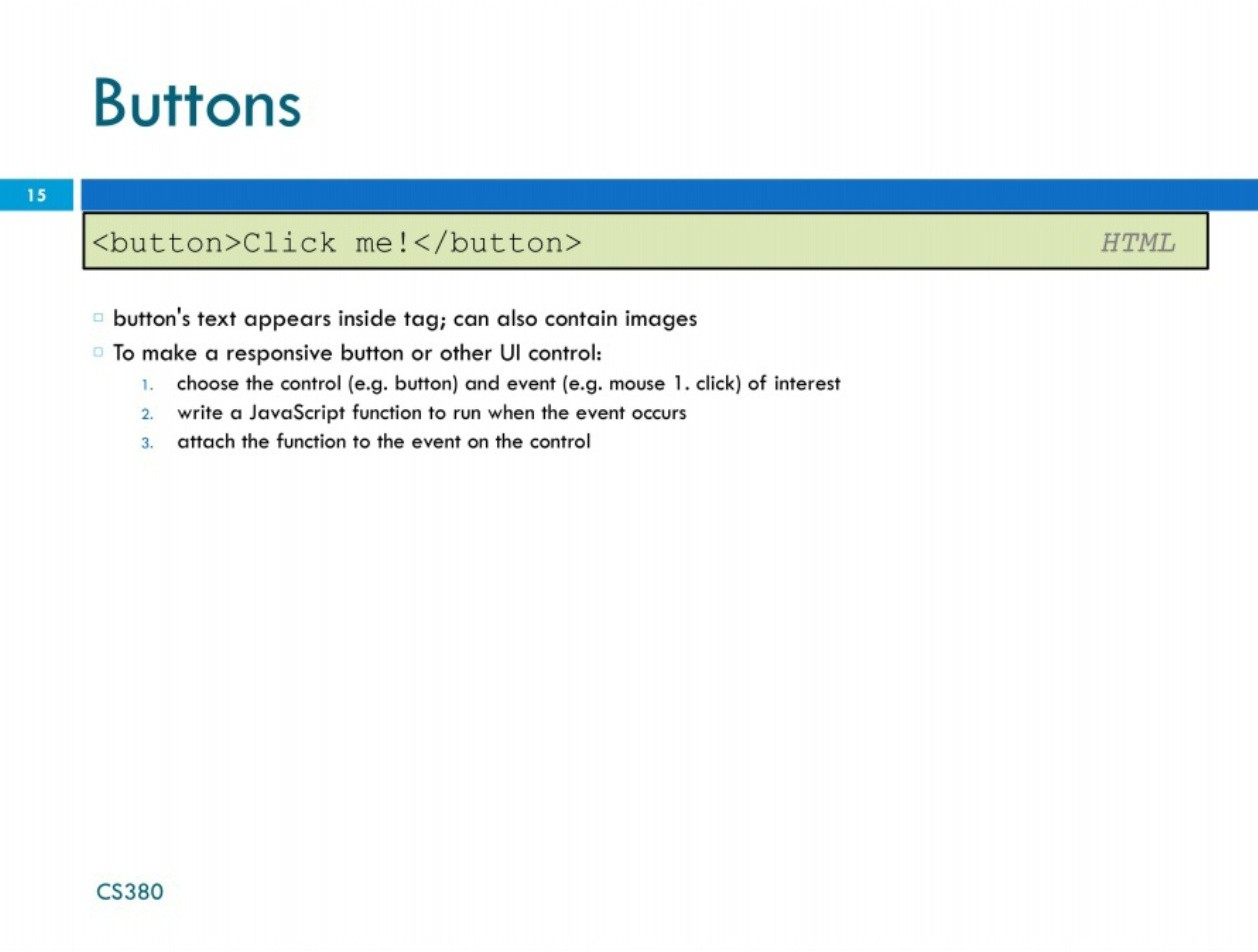 Buttons
15
<button>Click me!</button> HTML
button's text appears inside tag; can also contain images
To make a responsive button or other UI control:
1. choose the control (e.g. button) and event (e.g. mouse 1. click) of interest
2. write a JavaScript function to run when the event occurs
3. attach the function to the event on the control
CS380